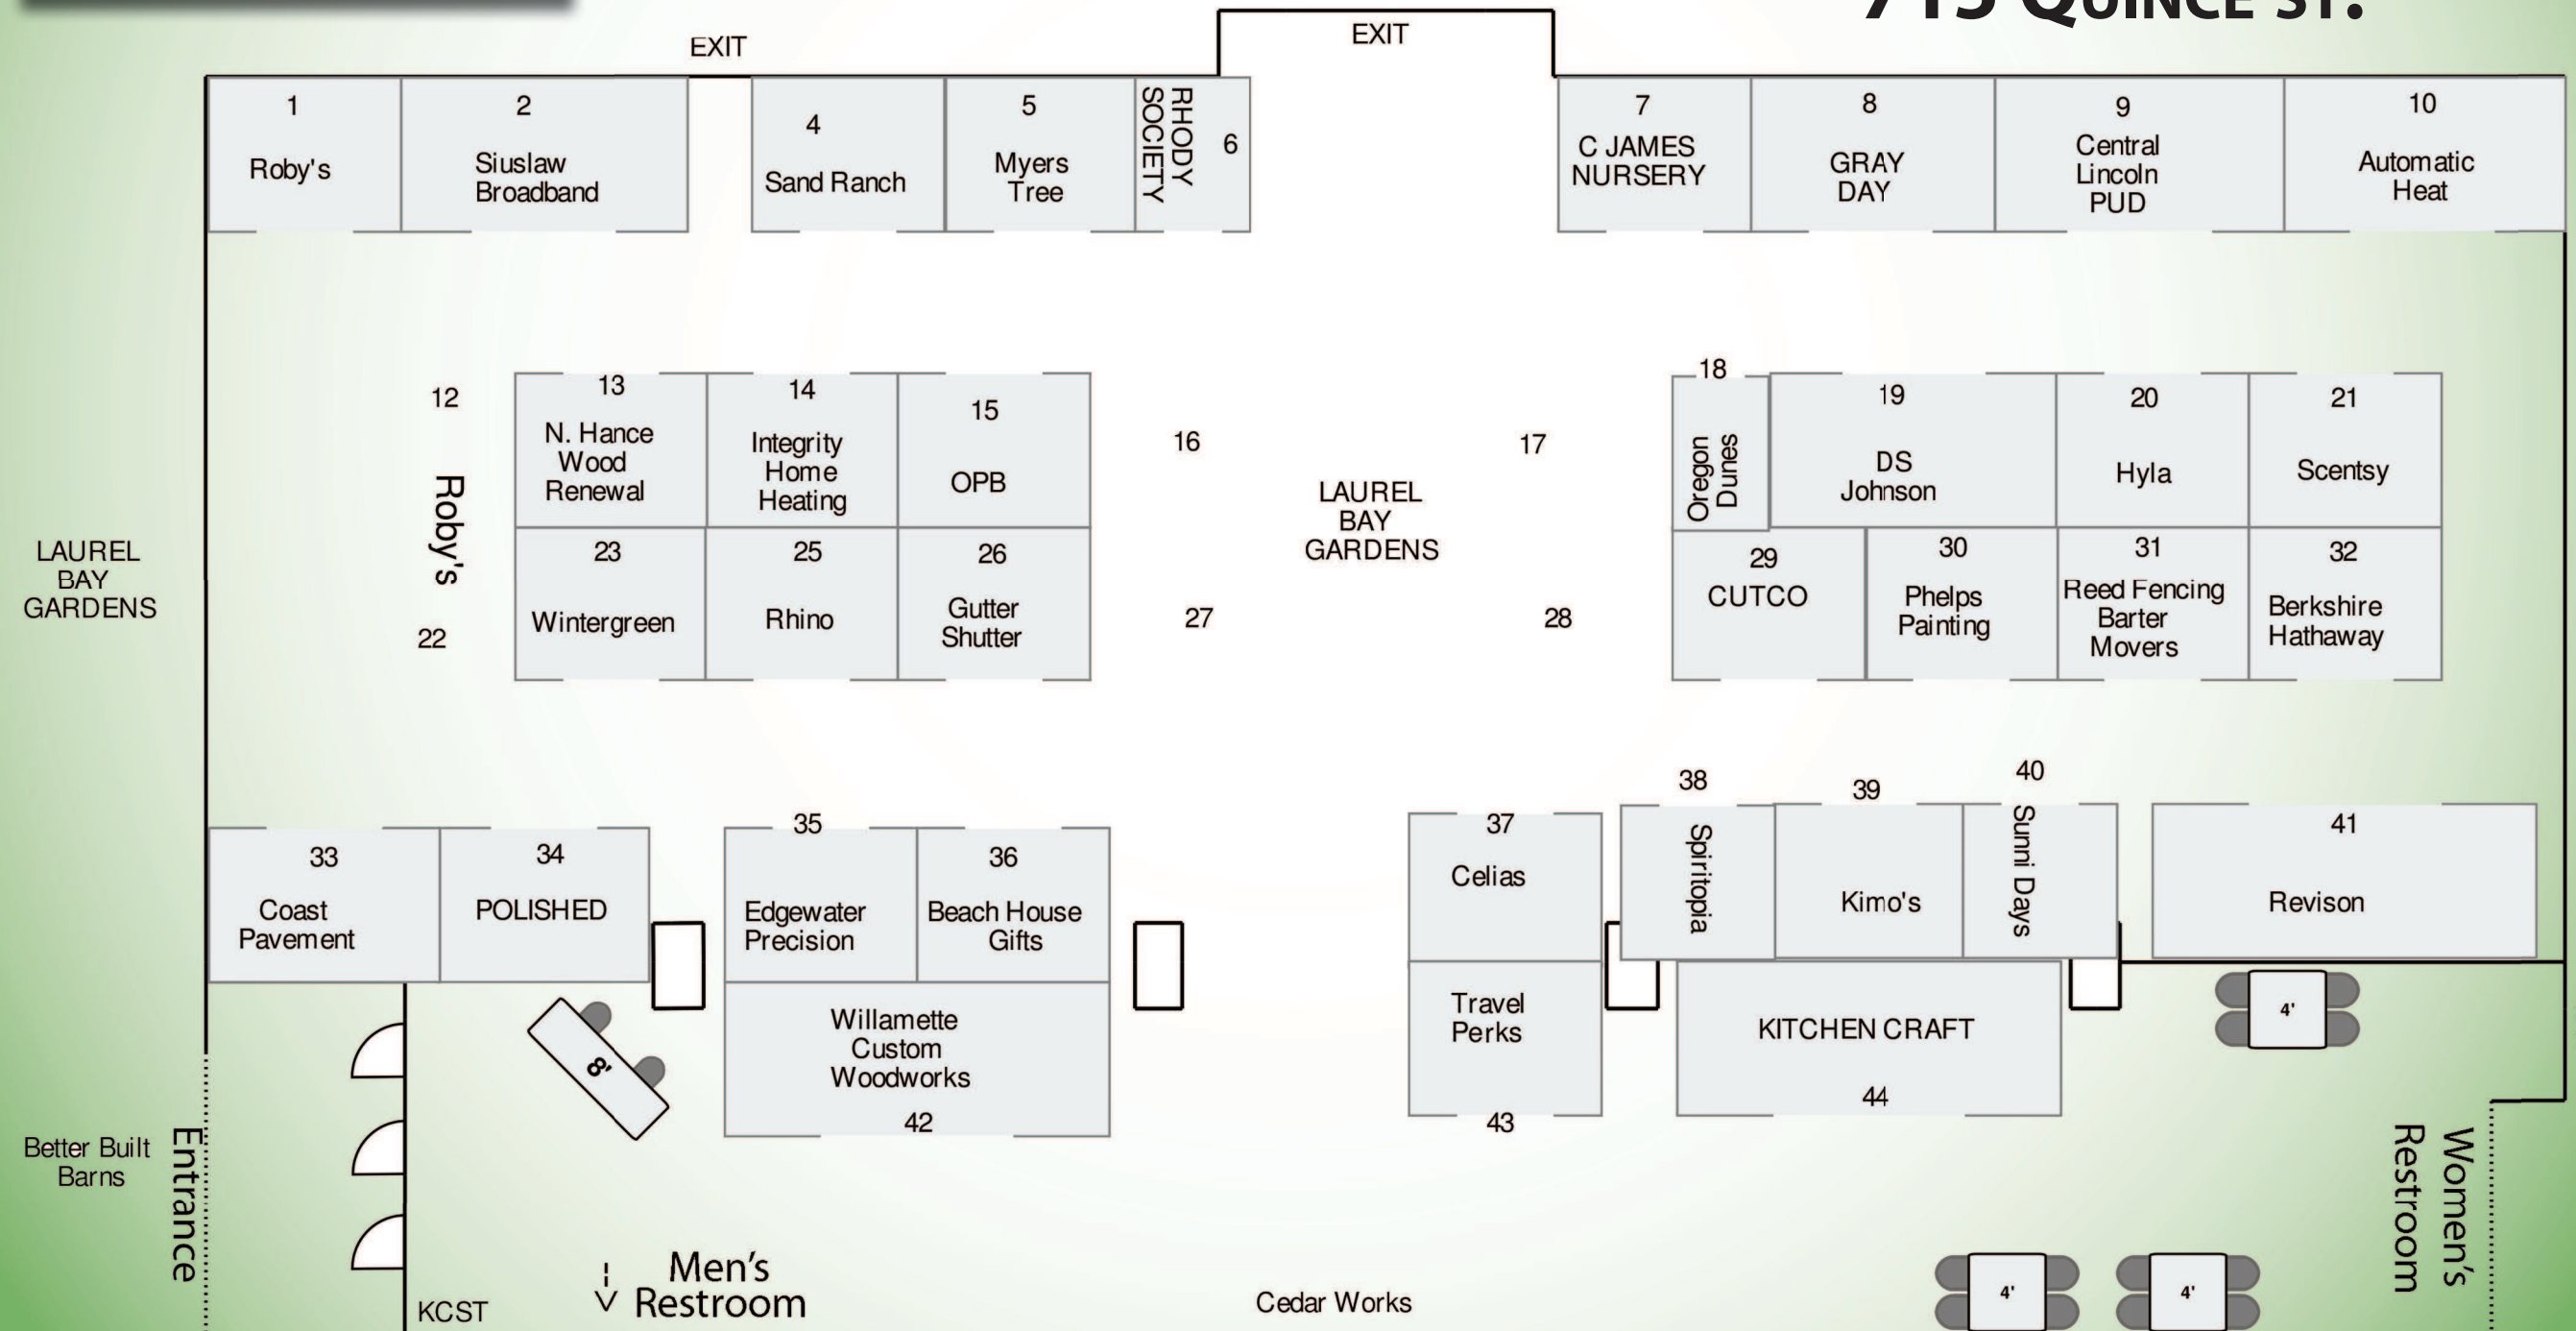 715 QUINCE ST.
EXIT
EXIT
1
Roby's
2
Siuslaw
Broadband
4
Sand Ranch
5
Myers
Tree
RHODY
SOCIETY
6
7
C JAMES
NURSERY
8
GRAY
DAY
9
Central
Lincoln
PUD
10
Automatic
Heat
12
Roby's
22
13
N. Hance
Wood
Renewal
14
Integrity
Home
Heating
15
OPB
16
17
LAUREL
BAY
GARDENS
18
Oregon
Dunes
19
DS
Johnson
20
Hyla
21
Scentsy
LAUREL
BAY
GARDENS
23
Wintergreen
25
Rhino
26
Gutter
Shutter
27
28
29
CUTCO
30
Phelps
Painting
31
Reed Fencing
Barter
Movers
32
Berkshire
Hathaway
33
Coast
Pavement
34
POLISHED
35
Edgewater
Precision
36
Beach House
Gifts
37
Celias
38
Spiritopia
39
Kimo's
40
Sunni Days
41
Revison
8'
Willamette
Custom
Woodworks
42
Travel
Perks
43
KITCHEN CRAFT
44
4'
Better Built
Barns
Entrance
KCST
Men's
Restroom
Cedar Works
4'
4'
Women's
Restroom